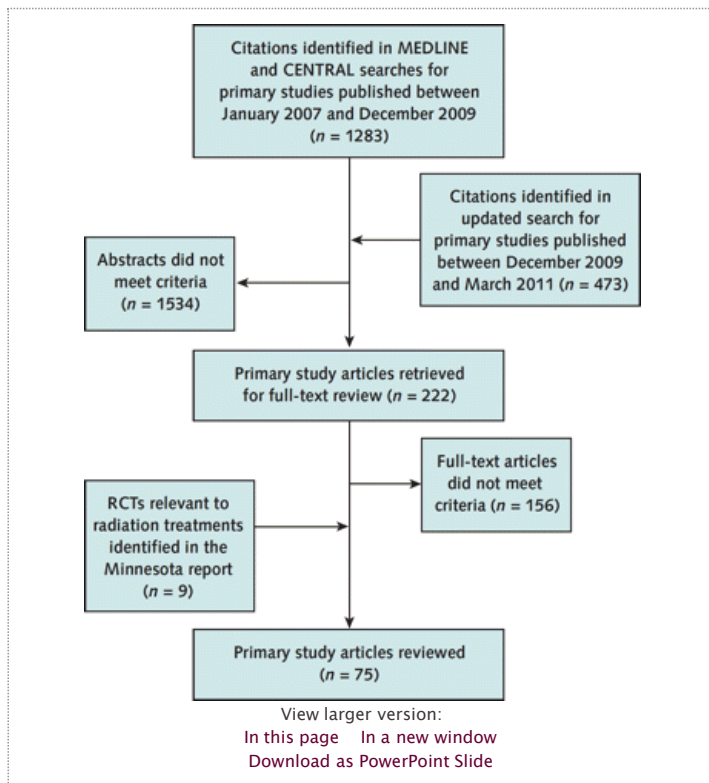 Citations identified in MEDLINE
and CENTRAL searches for
primary studies published between
January 2007 and December 2009
(n = 1283)
Citations identified in
updated search for
primary studies published
between December 2009
and March 2011 (n = 473)
Abstracts did not
meet criteria
(n = 1534)
Primary study articles retrieved
for full-text review (n = 222)
Full-text articles
did not meet
criteria (n = 156)
RCTs relevant to
radiation treatments
identified in the
Minnesota report
(n = 9)
Primary study articles reviewed
(n = 75)
View larger version:
In this page In a new window
Download as PowerPoint Slide